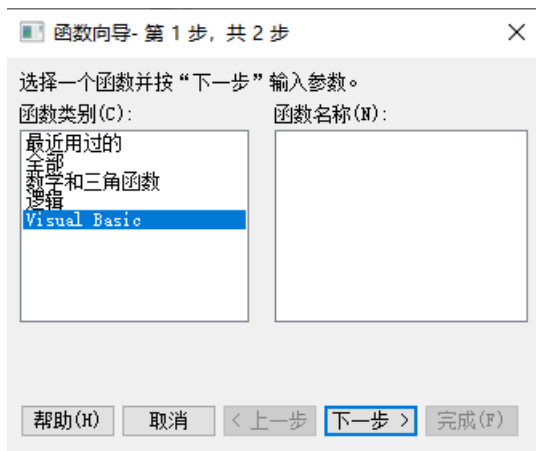 函数向导- 第 1 步, 共 2 步
选择一个函数并按“下一步”输入参数。
函数类别(C):
函数名称(N):
最近用过的
全部
数学和三角函数
逻辑
Visual Basic
帮助(H)
取消
< 上一步
下一步 >
完成(F)